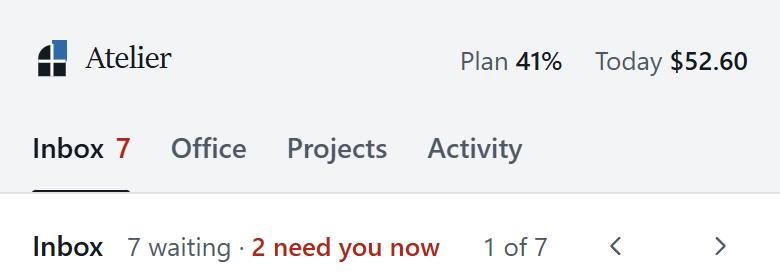 Atelier Plan 41% Today $52.60
Inbox 7 Office Projects Activity
Inbox 7 waiting · 2 need you now 1 of 7